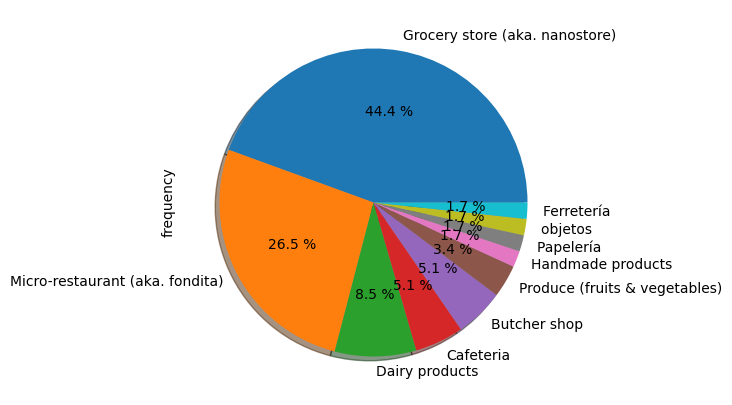 Grocery store (aka. nanostore)
44.4 %
frequency
26.5 %
Micro-restaurant (aka. fondita)
8.5 %
Dairy products
5.1 %
Cafeteria
5.1 %
Butcher shop
3.4 %
Produce (fruits & vegetables)
1.7 %
Handmade products
1.7 %
Papelería
1.7 %
objetos
1.7 %
Ferretería